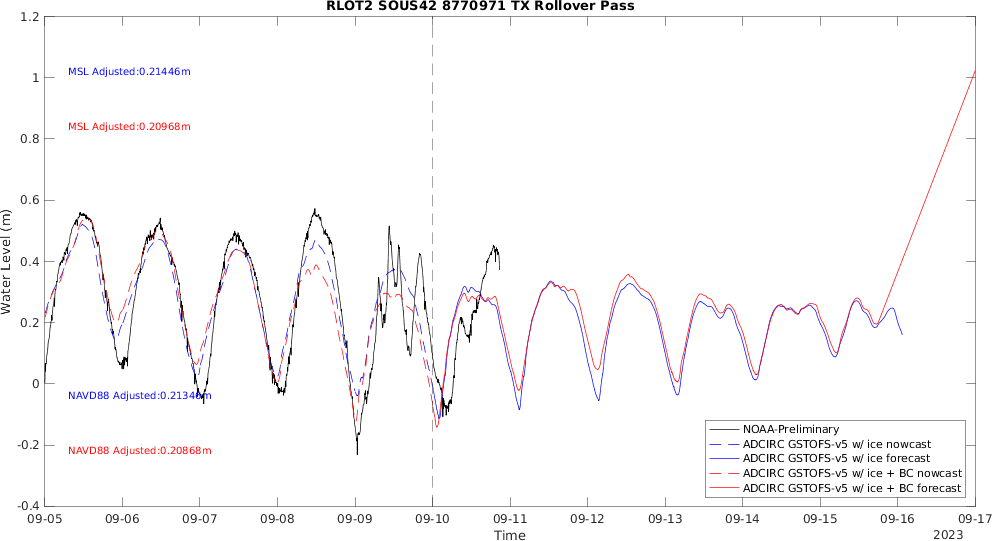 RLOT2 SOUS42 8770971 TX Rollover Pass
1.2
1
0.8
0.6
0.4
0.2
0
-0.2
-0.4
Water Level (m)
MSL Adjusted:0.21446m
MSL Adjusted:0.20968m
NAVD88 Adjusted:0.21346m
NAVD88 Adjusted:0.20868m
NOAA-Preliminary
ADCIRC GSTOFS-v5 w/ ice nowcast
ADCIRC GSTOFS-v5 w/ ice forecast
ADCIRC GSTOFS-v5 w/ ice + BC nowcast
ADCIRC GSTOFS-v5 w/ ice + BC forecast
09-05 09-06 09-07 09-08 09-09 09-10 09-11 09-12 09-13 09-14 09-15 09-16 09-17
Time
2023